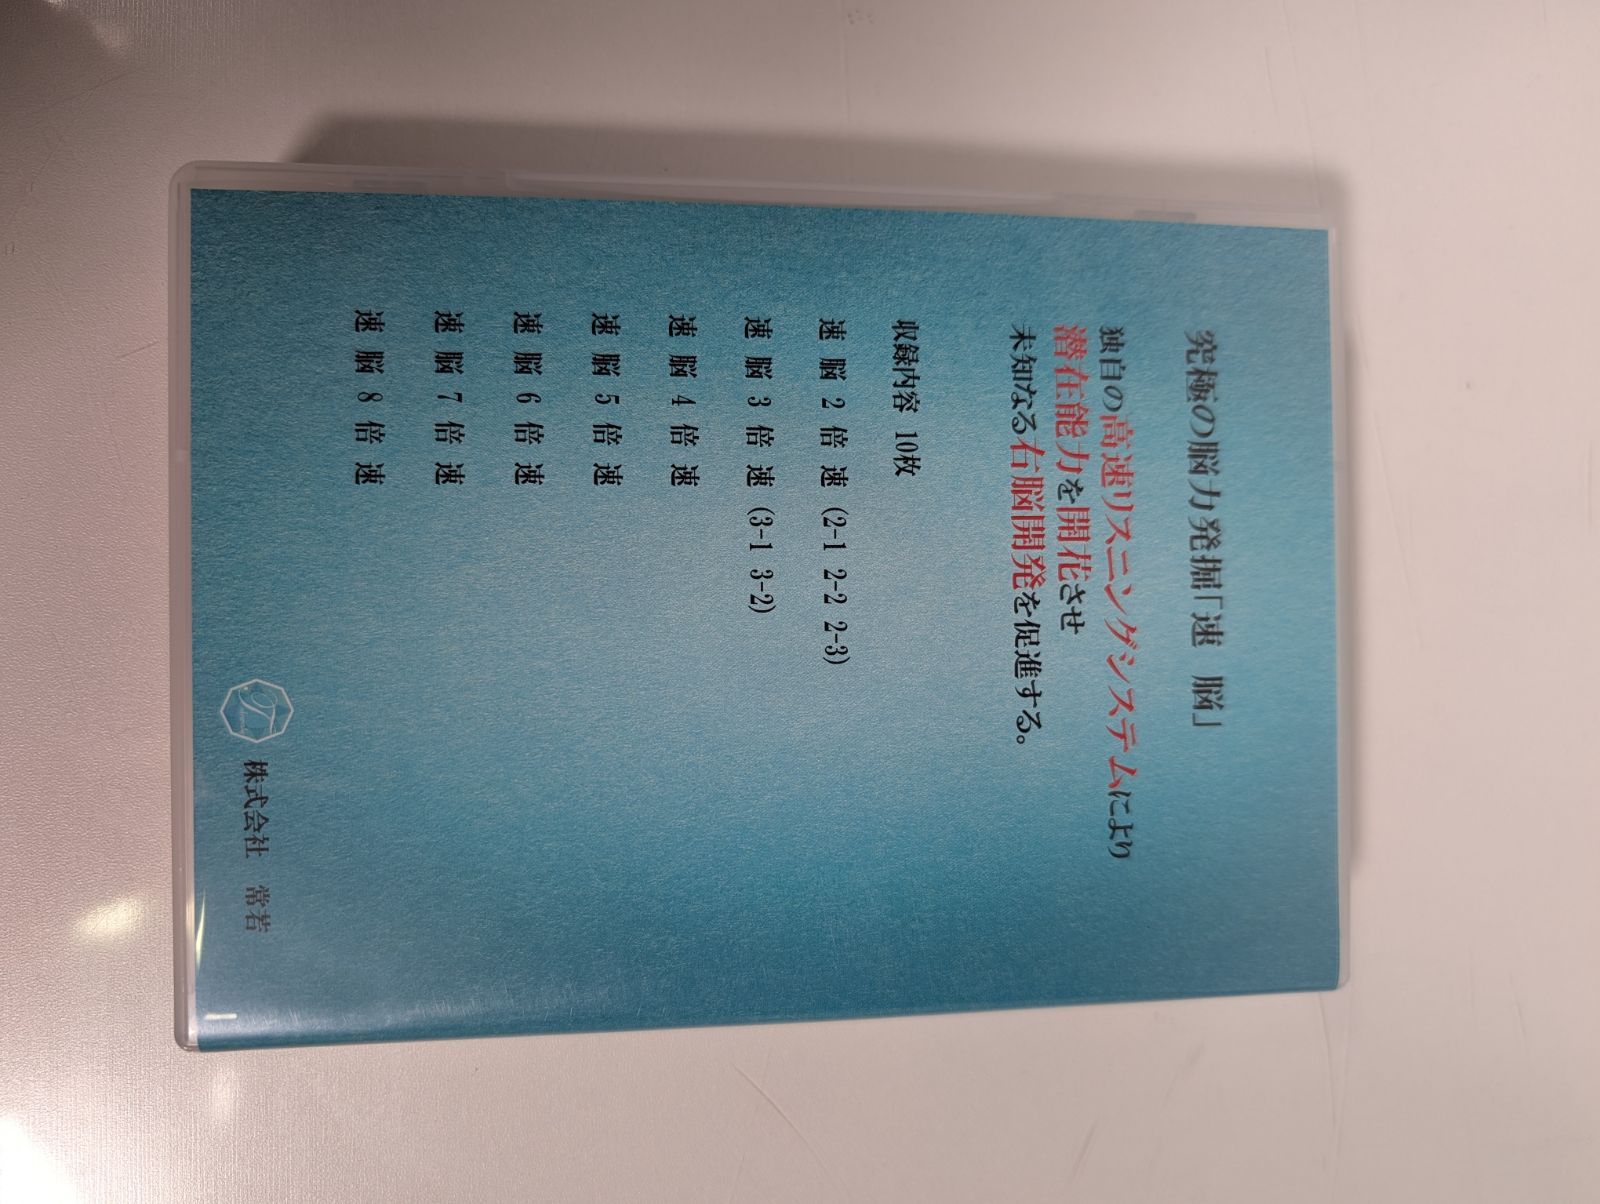 究極の脳力発掘「速 脳」
独自の高速リスニングシステムにより
潜在能力を開花させ
未知なる右脳開発を促進する。
収録内容 10枚
速 脳 2 倍 速 (2-1 2-2 2-3)
速 脳 3 倍 速 (3-1 3-2)
速 脳 4 倍 速
速 脳 5 倍 速
速 脳 6 倍 速
速 脳 7 倍 速
速 脳 8 倍 速
株式会社 常若